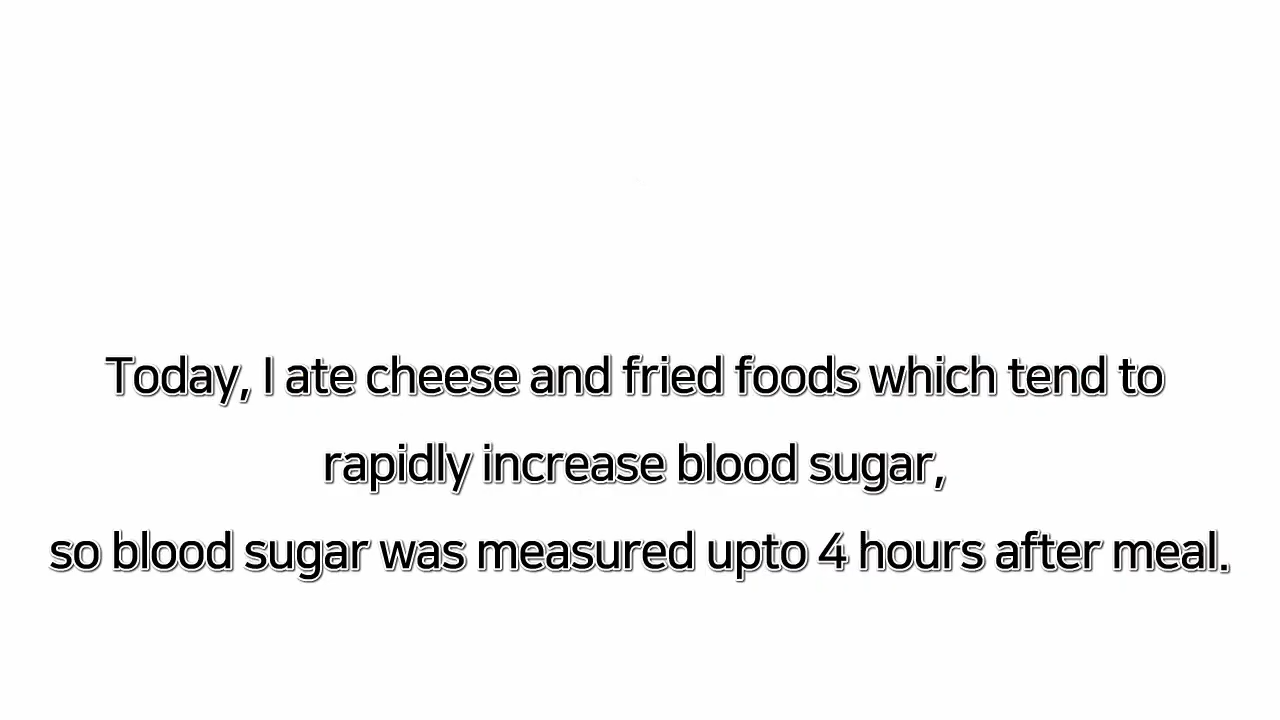 Today, I ate cheese and fried foods which tend to
rapidly increase blood sugar,
so blood sugar was measured upto 4 hours after meal.